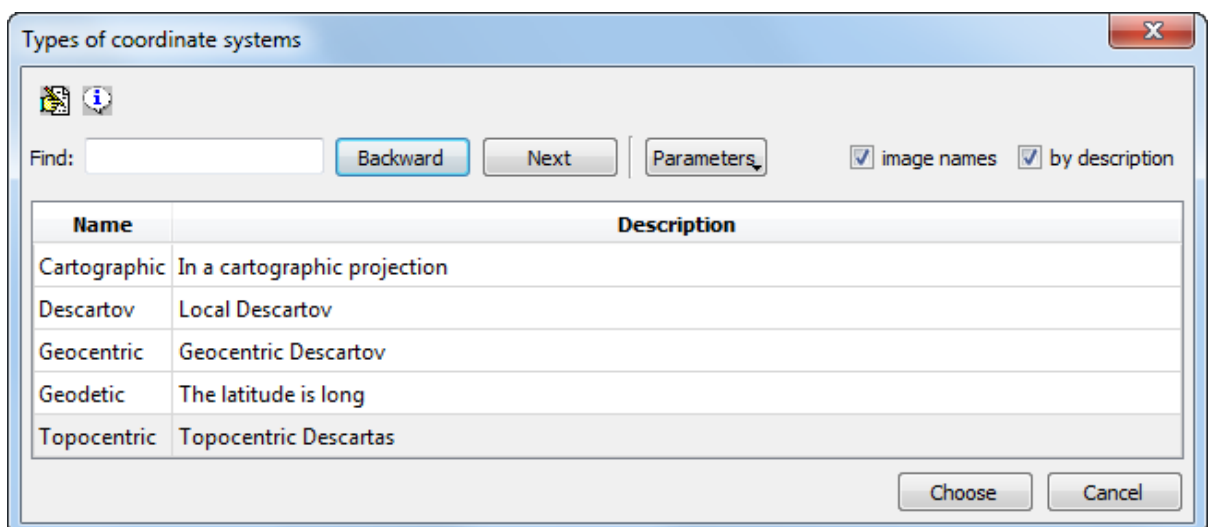 Types of coordinate systems
Find: Backward Next Parameters image names by description
Name Description
Cartographic In a cartographic projection
Descartov Local Descartov
Geocentric Geocentric Descartov
Geodetic The latitude is long
Topocentric Topocentric Descartas
Choose Cancel